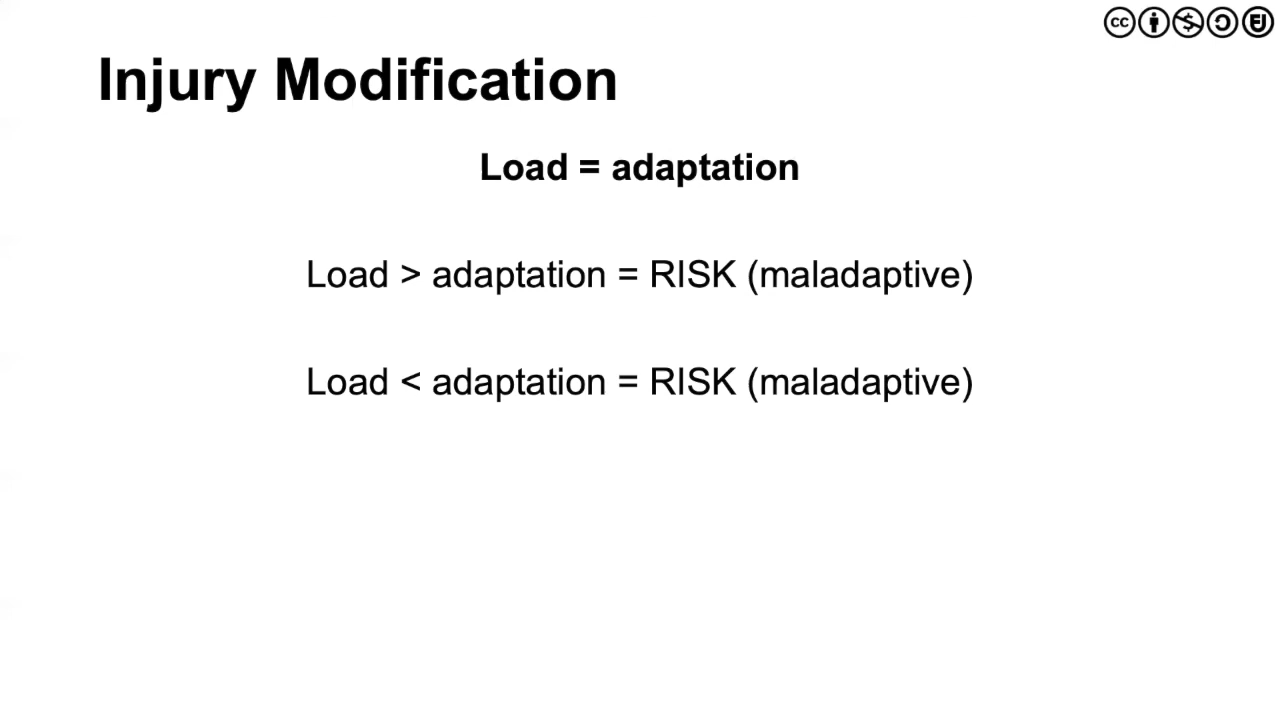 Injury Modification
Load = adaptation
Load > adaptation = RISK (maladaptive)
Load < adaptation = RISK (maladaptive)